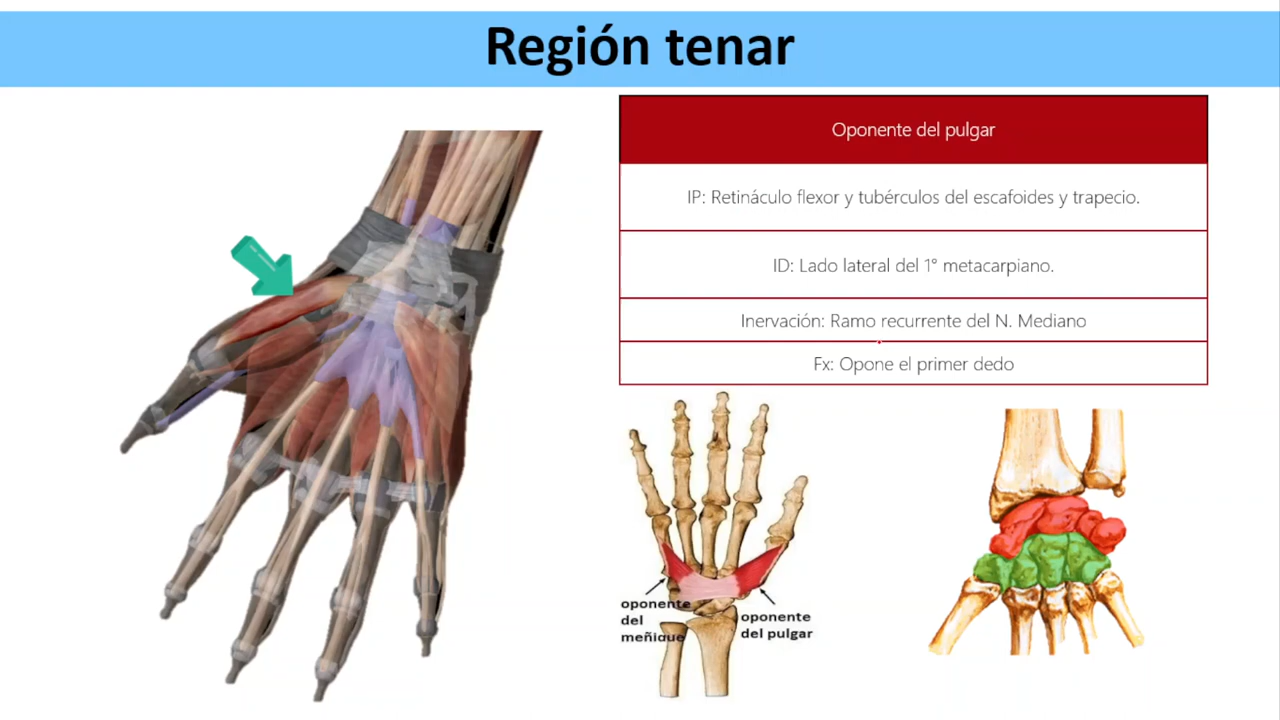 Región tenar
Oponente del pulgar
IP: Retináculo flexor y tubérculos del escafoides y trapecio.
ID: Lado lateral del 1° metacarpiano.
Inervación: Ramo recurrente del N. Mediano
Fx: Opone el primer dedo
oponente
del
meñique
oponente
del pulgar